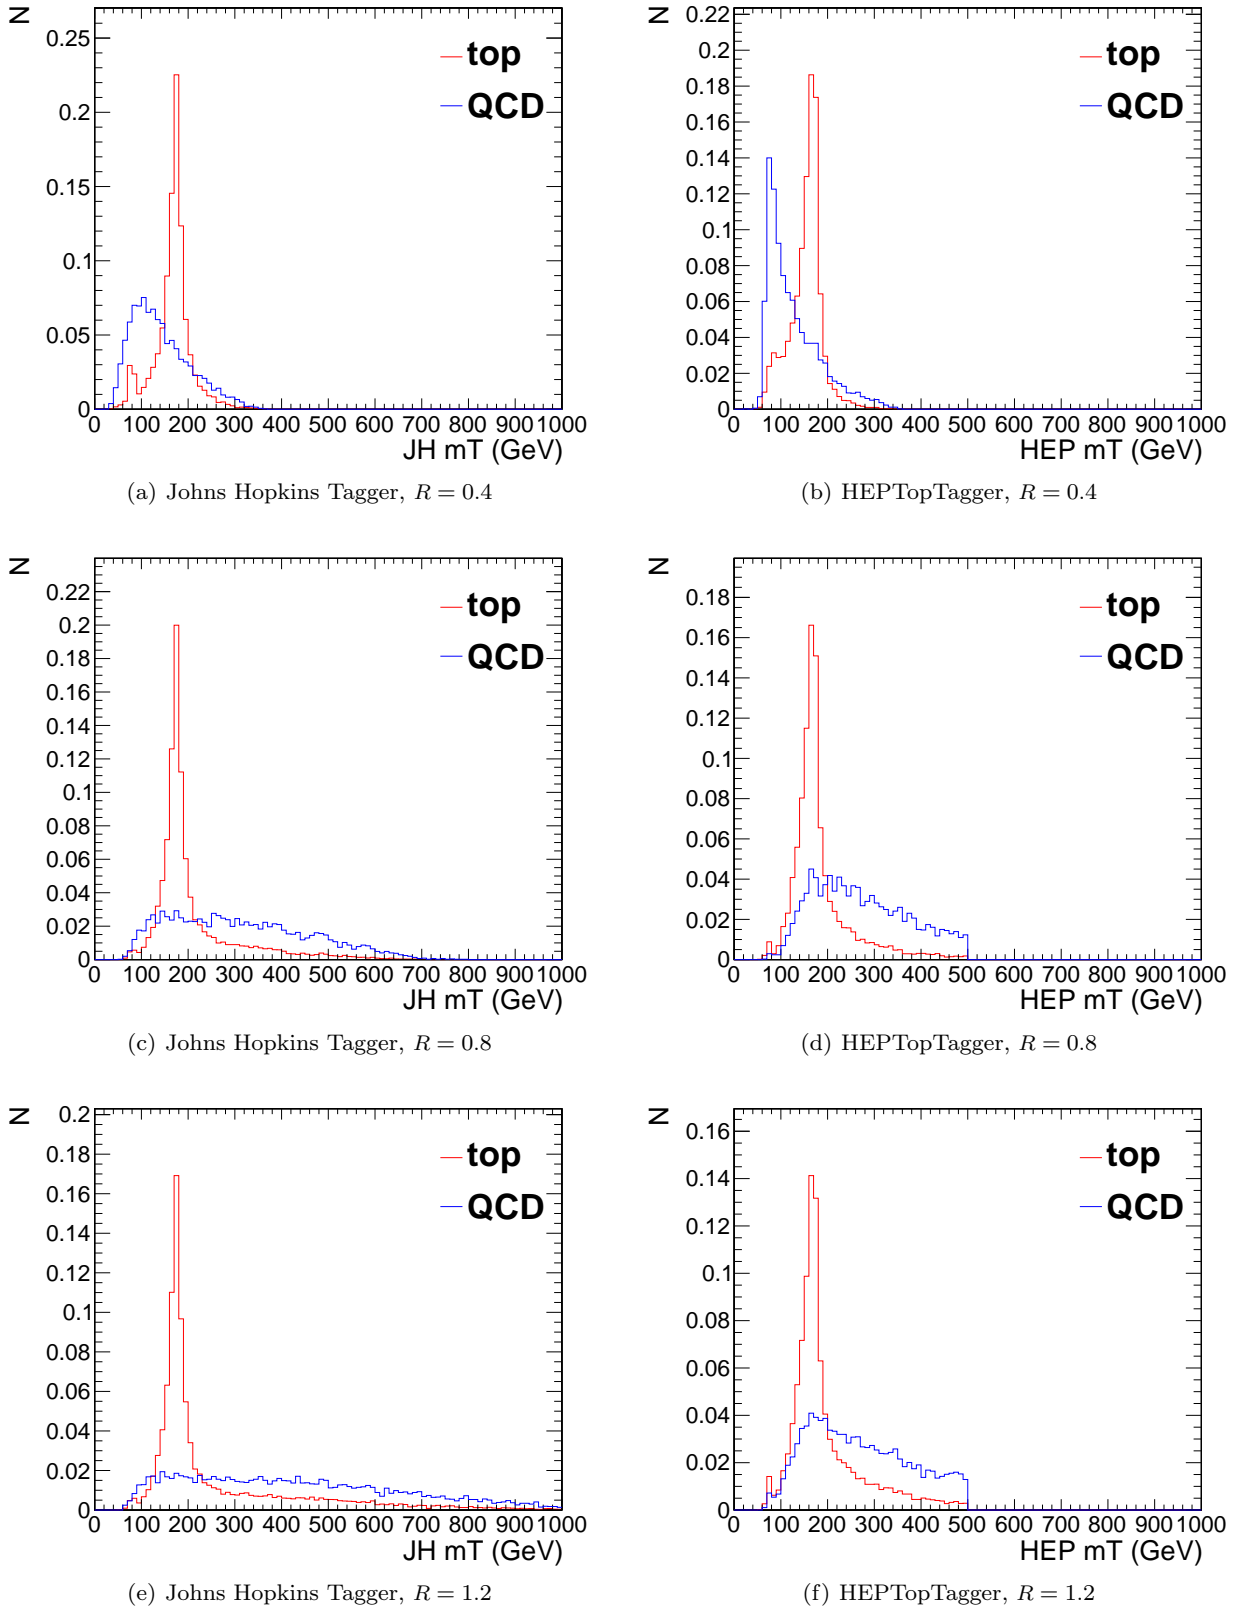 N
0.25
0.2
0.15
0.1
0.05
0
top
QCD
0 100 200 300 400 500 600 700 800 900 1000
JH mT (GeV)
(a) Johns Hopkins Tagger, R = 0.4
N
0.22
0.2
0.18
0.16
0.14
0.12
0.1
0.08
0.06
0.04
0.02
0
top
QCD
0 100 200 300 400 500 600 700 800 900 1000
HEP mT (GeV)
(b) HEPTopTagger, R = 0.4
N
0.22
0.2
0.18
0.16
0.14
0.12
0.1
0.08
0.06
0.04
0.02
0
top
QCD
0 100 200 300 400 500 600 700 800 900 1000
JH mT (GeV)
(c) Johns Hopkins Tagger, R = 0.8
N
0.18
0.16
0.14
0.12
0.1
0.08
0.06
0.04
0.02
0
top
QCD
0 100 200 300 400 500 600 700 800 900 1000
HEP mT (GeV)
(d) HEPTopTagger, R = 0.8
N
0.2
0.18
0.16
0.14
0.12
0.1
0.08
0.06
0.04
0.02
0
top
QCD
0 100 200 300 400 500 600 700 800 900 1000
JH mT (GeV)
(e) Johns Hopkins Tagger, R = 1.2
N
0.16
0.14
0.12
0.1
0.08
0.06
0.04
0.02
0
top
QCD
0 100 200 300 400 500 600 700 800 900 1000
HEP mT (GeV)
(f) HEPTopTagger, R = 1.2